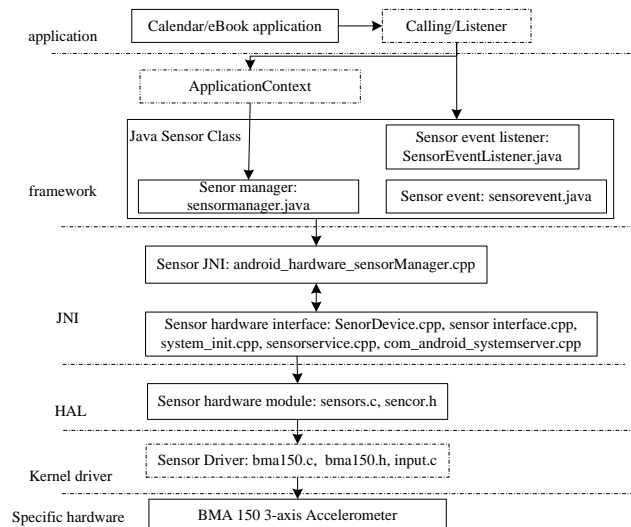 Calendar/eBook application
Calling/Listener
application
ApplicationContext
Java Sensor Class
Sensor event listener:
SensorEventListener.java
Senor manager:
sensormanager.java
Sensor event: sensorevent.java
framework
Sensor JNI: android_hardware_sensorManager.cpp
JNI
Sensor hardware interface: SenorDevice.cpp, sensor interface.cpp,
system_init.cpp, sensorservice.cpp, com_android_systemserver.cpp
Sensor hardware module: sensors.c, sencor.h
HAL
Sensor Driver: bma150.c, bma150.h, input.c
Kernel driver
Specific hardware
BMA 150 3-axis Accelerometer